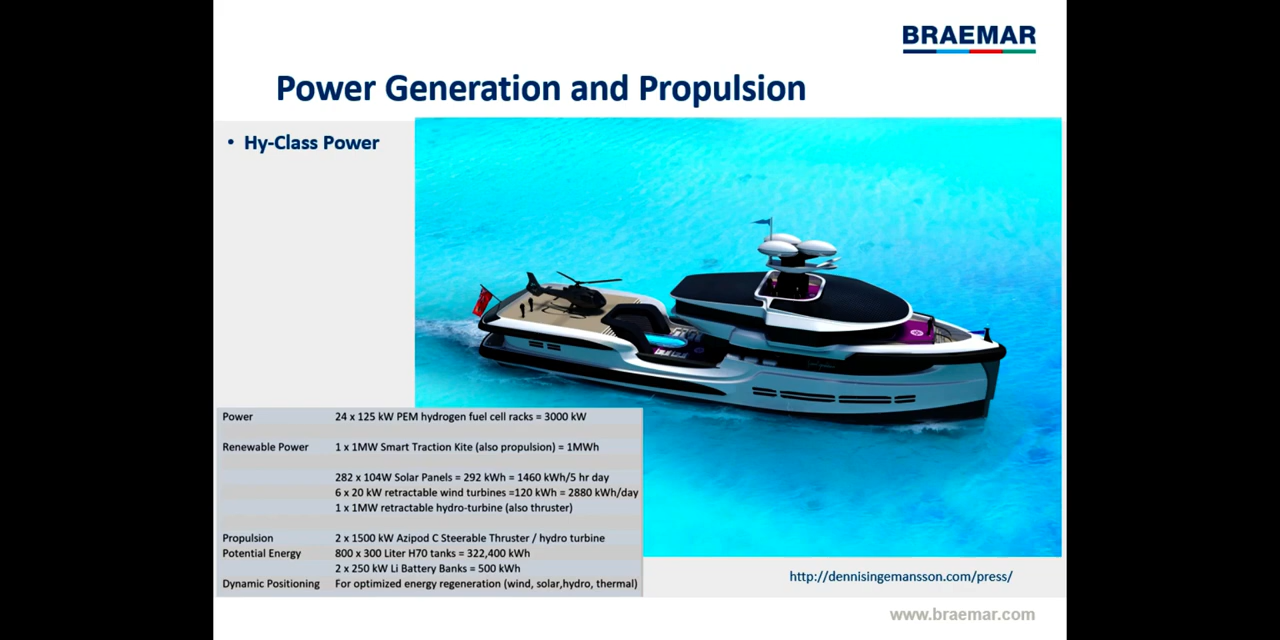 BRAEMAR
Power Generation and Propulsion
• Hy-Class Power
Power 24 x 125 kW PEM hydrogen fuel cell racks = 3000 kW
Renewable Power 1 x 1MW Smart Traction Kite (also propulsion) = 1MWh
282 x 104W Solar Panels = 292 kWh = 1460 kWh/5 hr day
6 x 20 kW retractable wind turbines =120 kWh = 2880 kWh/day
1 x 1MW retractable hydro-turbine (also thruster)
Propulsion 2 x 1500 kW Azipod C Steerable Thruster / hydro turbine
Potential Energy 800 x 300 Liter H70 tanks = 322,400 kWh
2 x 250 kW Li Battery Banks = 500 kWh
Dynamic Positioning For optimized energy regeneration (wind, solar,hydro, thermal)
http://dennisingemansson.com/press/
www.braemar.com